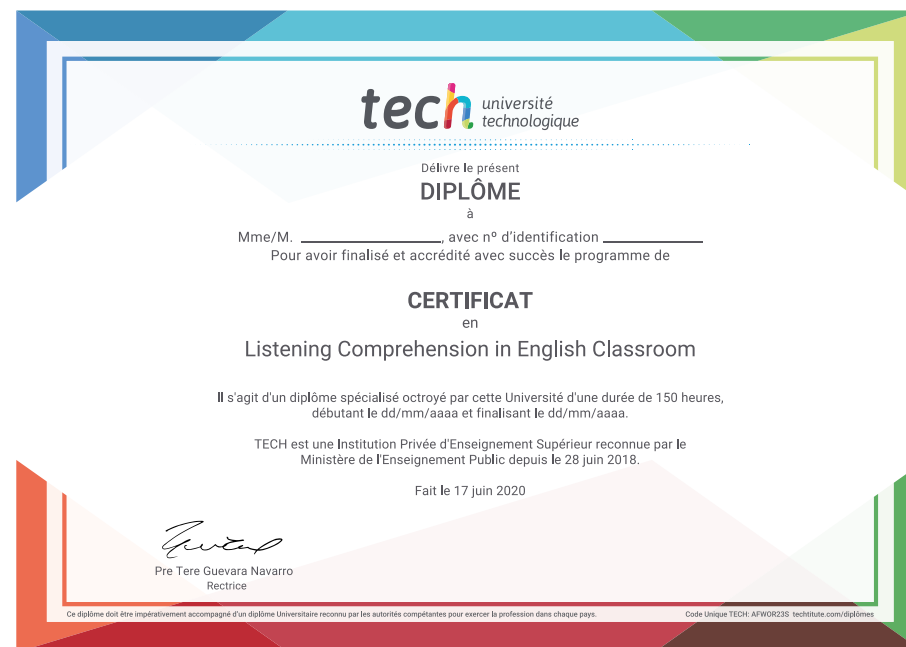 tech université
technologique
Délivre le présent
DIPLÔME
à
Mme/M. ____________________, avec nº d'identification ______________
Pour avoir finalisé et accrédité avec succès le programme de
CERTIFICAT
en
Listening Comprehension in English Classroom
Il s'agit d'un diplôme spécialisé octroyé par cette Université d'une durée de 150 heures,
débutant le dd/mm/aaaa et finalisant le dd/mm/aaaa.
TECH est une Institution Privée d'Enseignement Supérieur reconnue par le
Ministère de l'Enseignement Public depuis le 28 juin 2018.
Fait le 17 juin 2020
Pre Tere Guevara Navarro
Rectrice
Ce diplôme doit être impérativement accompagné d'un diplôme Universitaire reconnu par les autorités compétantes pour exercer la profession dans chaque pays.
Code Unique TECH: AFWOR23S techtitute.com/diplômes